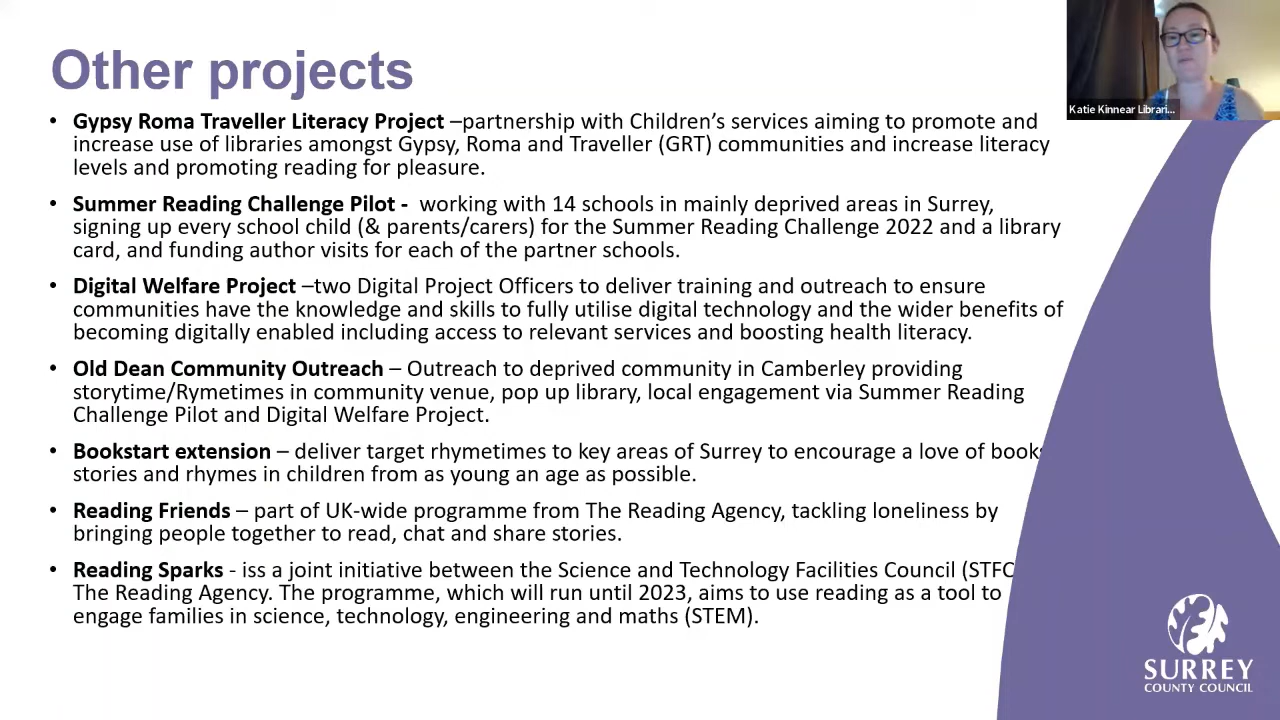 Other projects
Katie Kinnear Librari...
• Gypsy Roma Traveller Literacy Project –partnership with Children's services aiming to promote and
increase use of libraries amongst Gypsy, Roma and Traveller (GRT) communities and increase literacy
levels and promoting reading for pleasure.
• Summer Reading Challenge Pilot - working with 14 schools in mainly deprived areas in Surrey,
signing up every school child (& parents/carers) for the Summer Reading Challenge 2022 and a library
card, and funding author visits for each of the partner schools.
• Digital Welfare Project –two Digital Project Officers to deliver training and outreach to ensure
communities have the knowledge and skills to fully utilise digital technology and the wider benefits of
becoming digitally enabled including access to relevant services and boosting health literacy.
• Old Dean Community Outreach – Outreach to deprived community in Camberley providing
storytime/Rymetimes in community venue, pop up library, local engagement via Summer Reading
Challenge Pilot and Digital Welfare Project.
• Bookstart extension – deliver target rhymetimes to key areas of Surrey to encourage a love of books
stories and rhymes in children from as young an age as possible.
• Reading Friends – part of UK-wide programme from The Reading Agency, tackling loneliness by
bringing people together to read, chat and share stories.
• Reading Sparks - iss a joint initiative between the Science and Technology Facilities Council (STFC
The Reading Agency. The programme, which will run until 2023, aims to use reading as a tool to
engage families in science, technology, engineering and maths (STEM).
SURREY
COUNTY COUNCIL